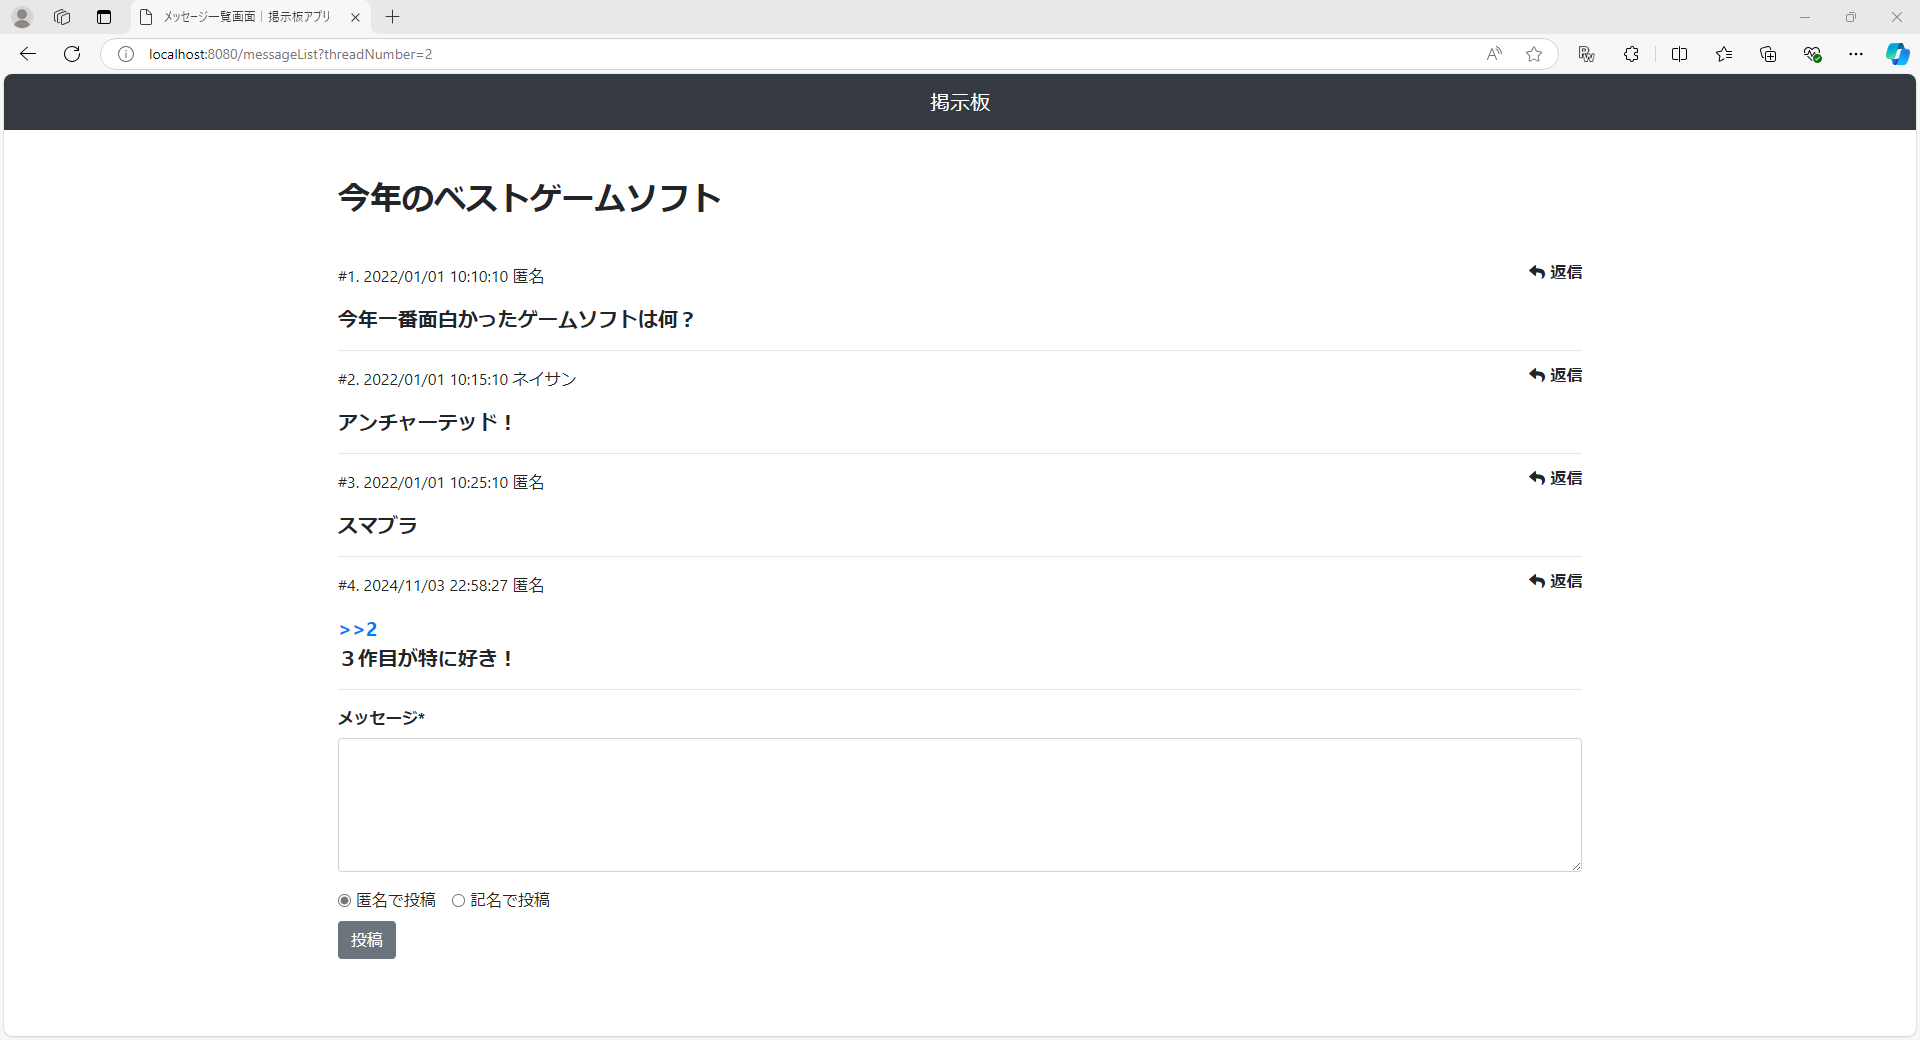 メッセージ一覧画面 | 掲示板アプリ
localhost:8080/messageList?threadNumber=2
掲示板
今年のベストゲームソフト
#1. 2022/01/01 10:10:10 匿名
返信
今年一番面白かったゲームソフトは何？
#2. 2022/01/01 10:15:10 ネイサン
返信
アンチャーテッド！
#3. 2022/01/01 10:25:10 匿名
返信
スマブラ
#4. 2024/11/03 22:58:27 匿名
返信
>>2
３作目が特に好き！
メッセージ*
匿名で投稿 記名で投稿
投稿